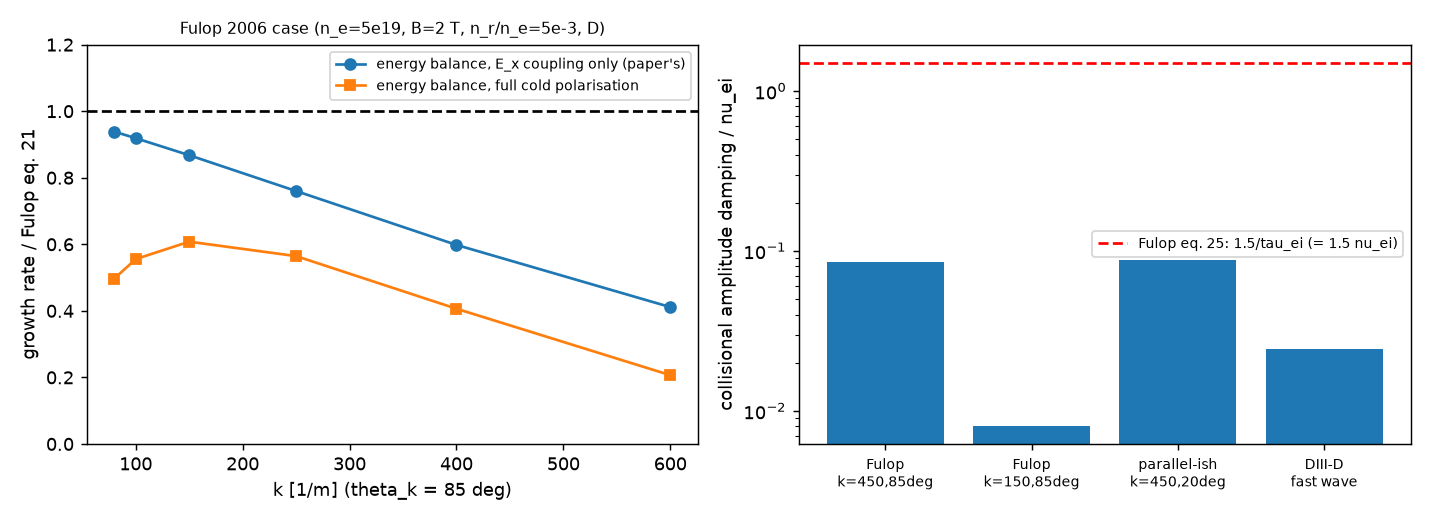 Fulop 2006 case (n_e=5e19, B=2 T, n_r/n_e=5e-3, D)
growth rate / Fulop eq. 21
1.2
1.0
0.8
0.6
0.4
0.2
0.0
energy balance, E_x coupling only (paper's)
energy balance, full cold polarisation
100
200
300
400
500
600
k [1/m] (theta_k = 85 deg)
collisional amplitude damping / nu_ei
10⁰
10⁻¹
10⁻²
Fulop eq. 25: 1.5/tau_ei (= 1.5 nu_ei)
Fulop
k=450,85deg
Fulop
k=150,85deg
parallel-ish
k=450,20deg
DIII-D
fast wave